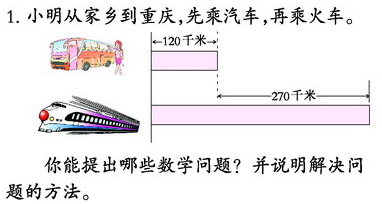 1. 小明从家乡到重庆,先乘汽车,再乘火车。
120千米
270千米
你能提出哪些数学问题？并说明解决问
题的方法。